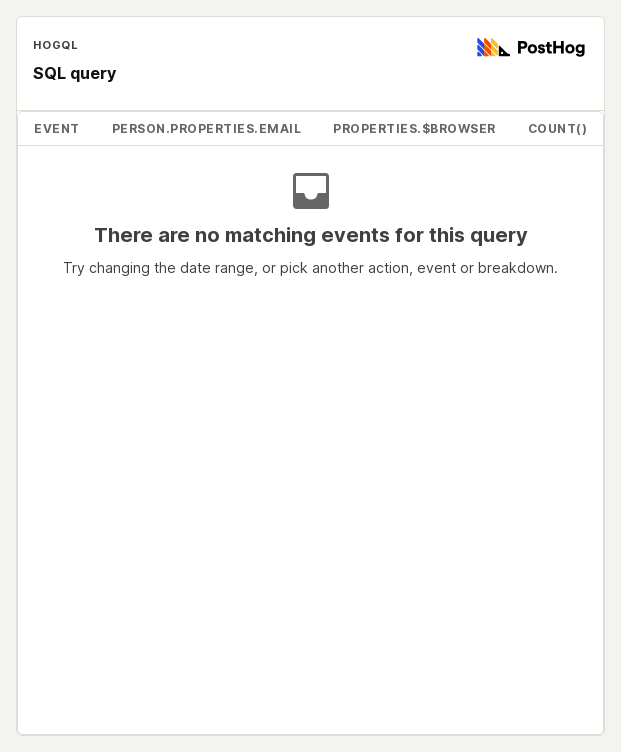 HOGQL
PostHog
SQL query
EVENT PERSON.PROPERTIES.EMAIL PROPERTIES.$BROWSER COUNT()
There are no matching events for this query
Try changing the date range, or pick another action, event or breakdown.